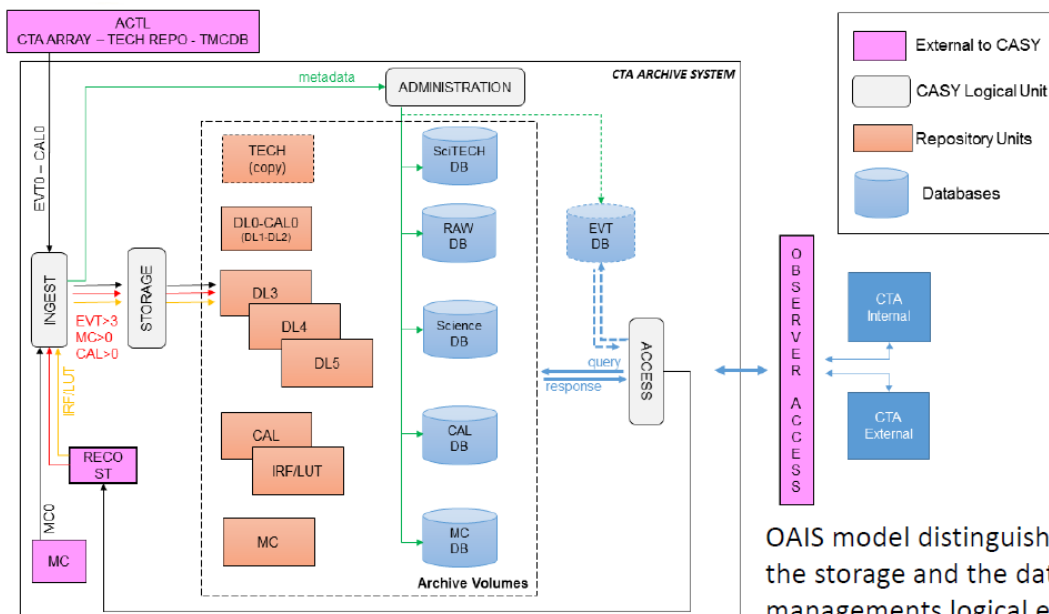 ACTL
CTA ARRAY – TECH REPO - TMCDB
CTA ARCHIVE SYSTEM
metadata
ADMINISTRATION
EVT0 – CAL0
TECH
(copy)
SciTECH
DB
DL0-CAL0
(DL1-DL2)
RAW
DB
EVT
DB
INGEST
STORAGE
DL3
DL4
DL5
EVT>3
MC>0
CAL>0
Science
DB
query
response
ACCESS
IRF/LUT
CAL
IRF/LUT
CAL
DB
RECO
ST
MC0
MC
MC
MC
DB
Archive Volumes
External to CASY
CASY Logical Unit
Repository Units
Databases
OBSERVER ACCESS
CTA
Internal
CTA
External
OAIS model distinguish
the storage and the dat
managements logical e